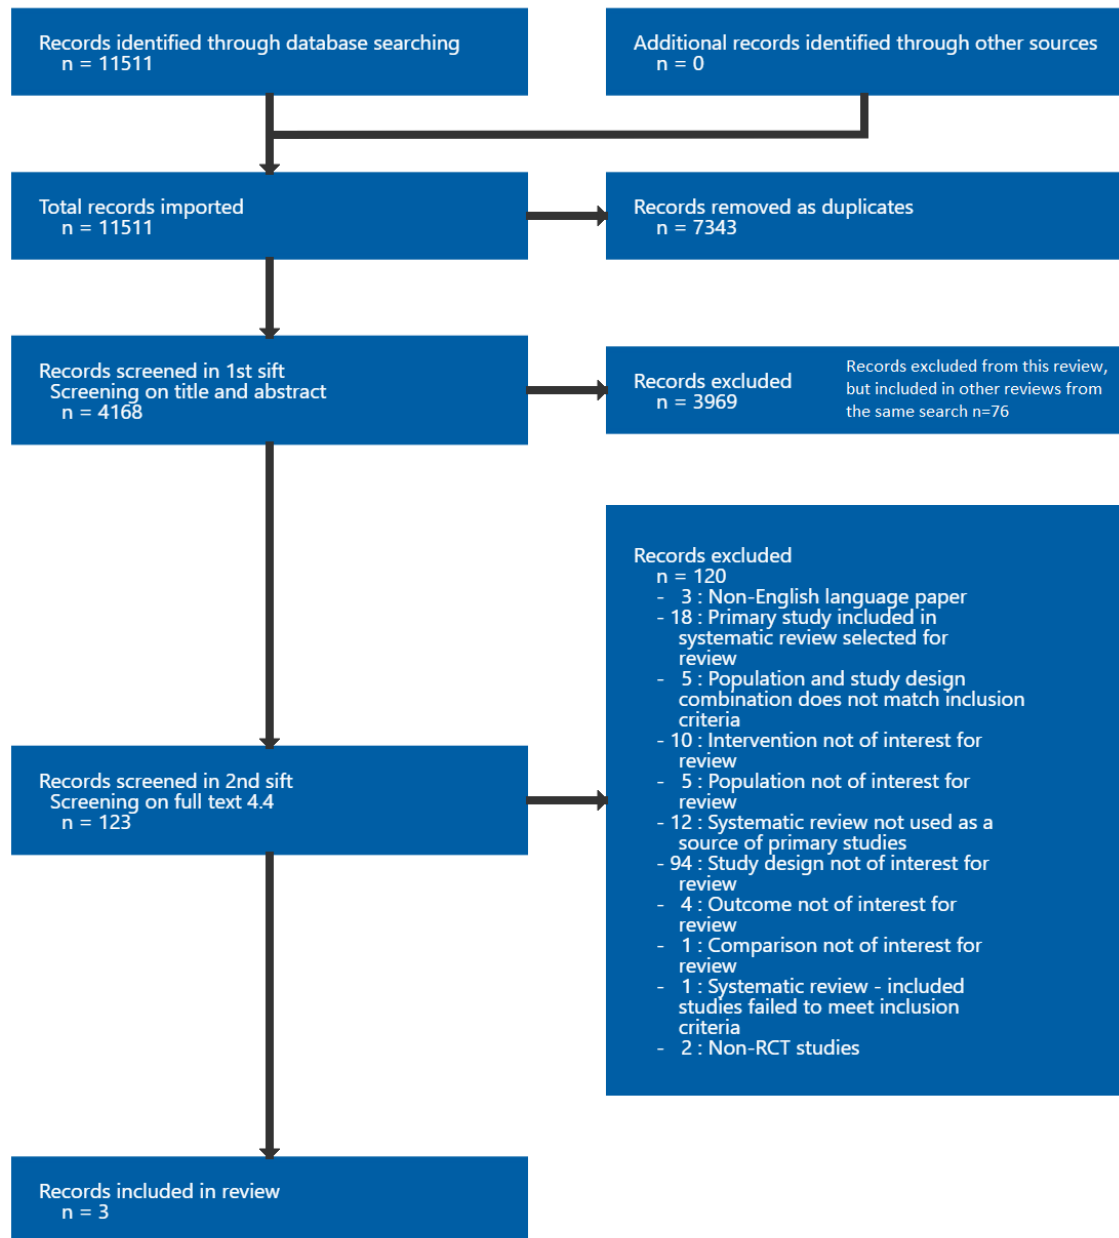 Records identified through database searching
n = 11511
Additional records identified through other sources
n = 0
Total records imported
n = 11511
Records removed as duplicates
n = 7343
Records screened in 1st sift
Screening on title and abstract
n = 4168
Records excluded
n = 3969
Records excluded from this review,
but included in other reviews from
the same search n=76
Records excluded
n = 120
- 3 : Non-English language paper
- 18 : Primary study included in
systematic review selected for
review
- 5 : Population and study design
combination does not match inclusion
criteria
- 10 : Intervention not of interest for
review
- 5 : Population not of interest for
review
- 12 : Systematic review not used as a
source of primary studies
- 94 : Study design not of interest for
review
- 4 : Outcome not of interest for
review
- 1 : Comparison not of interest for
review
- 1 : Systematic review - included
studies failed to meet inclusion
criteria
- 2 : Non-RCT studies
Records screened in 2nd sift
Screening on full text 4.4
n = 123
Records included in review
n = 3